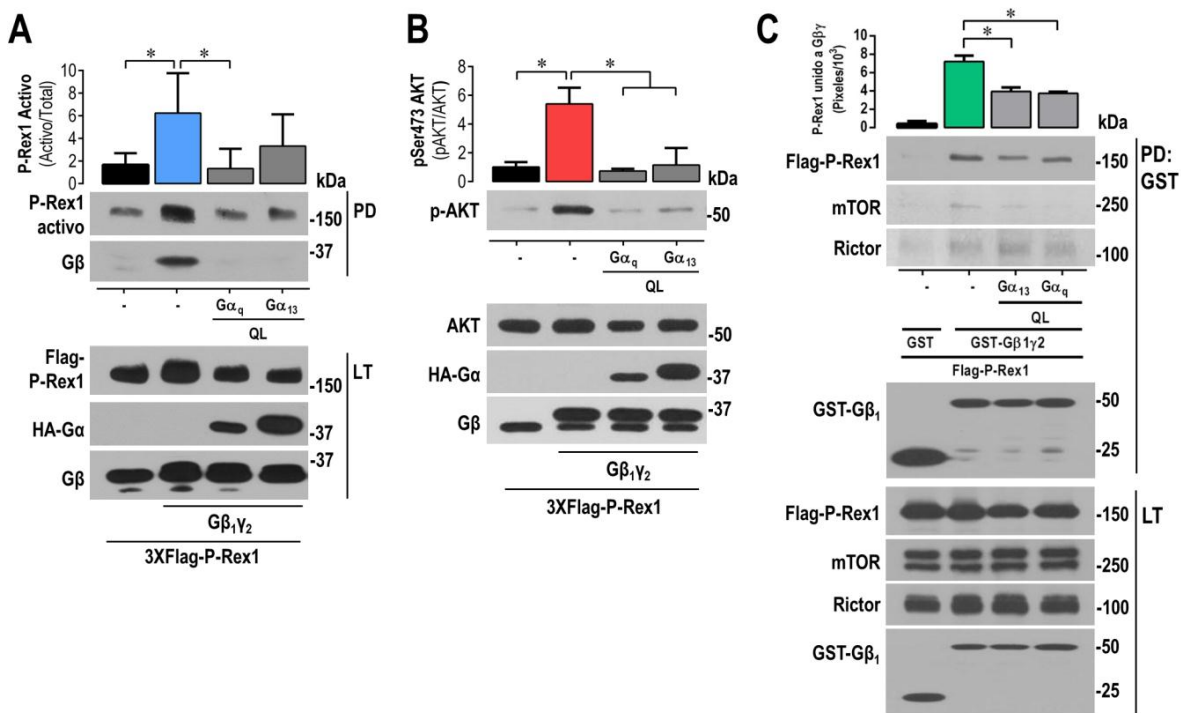 A
P-Rex1 Activo
(Activo/Total)
10
8
6
4
2
0
*
*
kDa
P-Rex1
activo
-150
PD
Gβ
-37
-
-
Gαq
Gα13
QL
Flag-
P-Rex1
-150
LT
HA-Gα
-37
Gβ
-37
Gβ1γ2
3XFlag-P-Rex1
B
pSer473 AKT
(pAKT/AKT)
8
6
4
2
0
*
*
kDa
p-AKT
-50
-
-
Gαq
Gα13
QL
AKT
-50
HA-Gα
-37
Gβ
-37
Gβ1γ2
3XFlag-P-Rex1
C
P-Rex1 unido a Gβγ
(Pixeles/10³)
10
8
6
4
2
0
*
*
kDa
Flag-P-Rex1
-150
PD:
GST
mTOR
-250
Rictor
-100
-
-
Gα13
Gαq
QL
GST
GST-Gβ1γ2
Flag-P-Rex1
GST-Gβ1
-50
-25
Flag-P-Rex1
-150
LT
mTOR
-250
Rictor
-100
GST-Gβ1
-50
-25